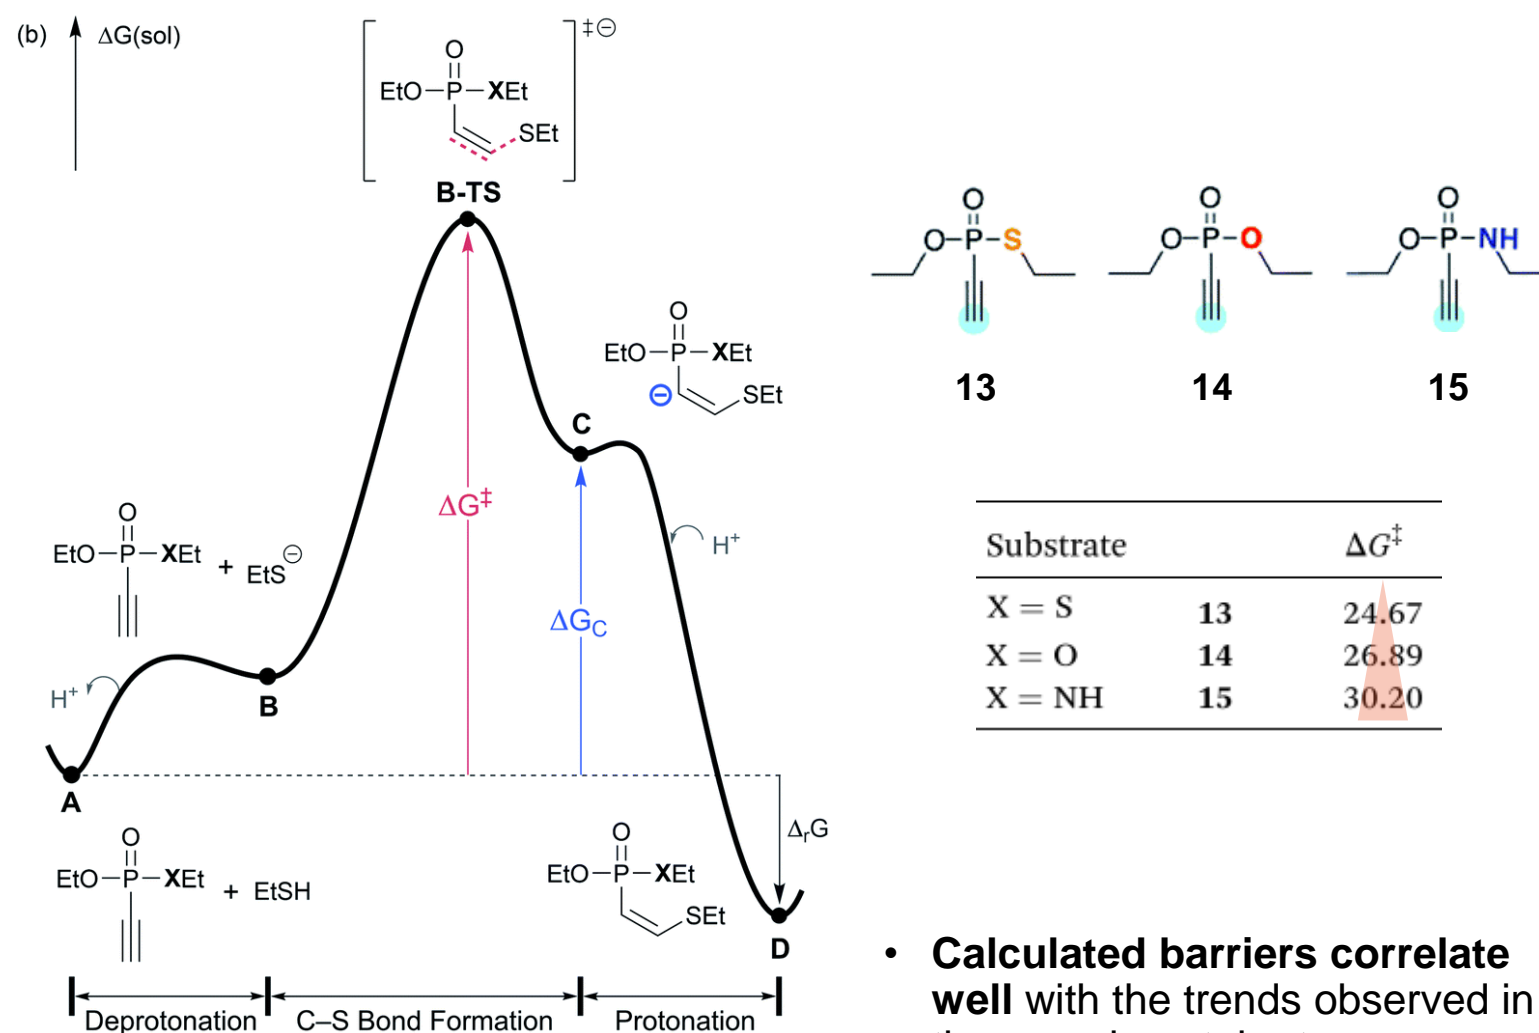 (b) ΔG(sol)
‡⊖
O
EtO–P–XEt
SEt
B-TS
O
EtO–P–XEt
⊖
SEt
C
ΔG‡
H⁺
O
EtO–P–XEt + EtS⊖
ΔG_C
H⁺
B
A
Δ_rG
O
EtO–P–XEt + EtSH
O
EtO–P–XEt
SEt
D
Deprotonation
C–S Bond Formation
Protonation
O
O–P–S
13
O
O–P–O
14
O
O–P–NH
15
Substrate ΔG‡
X = S 13 24.67
X = O 14 26.89
X = NH 15 30.20
• Calculated barriers correlate
well with the trends observed in